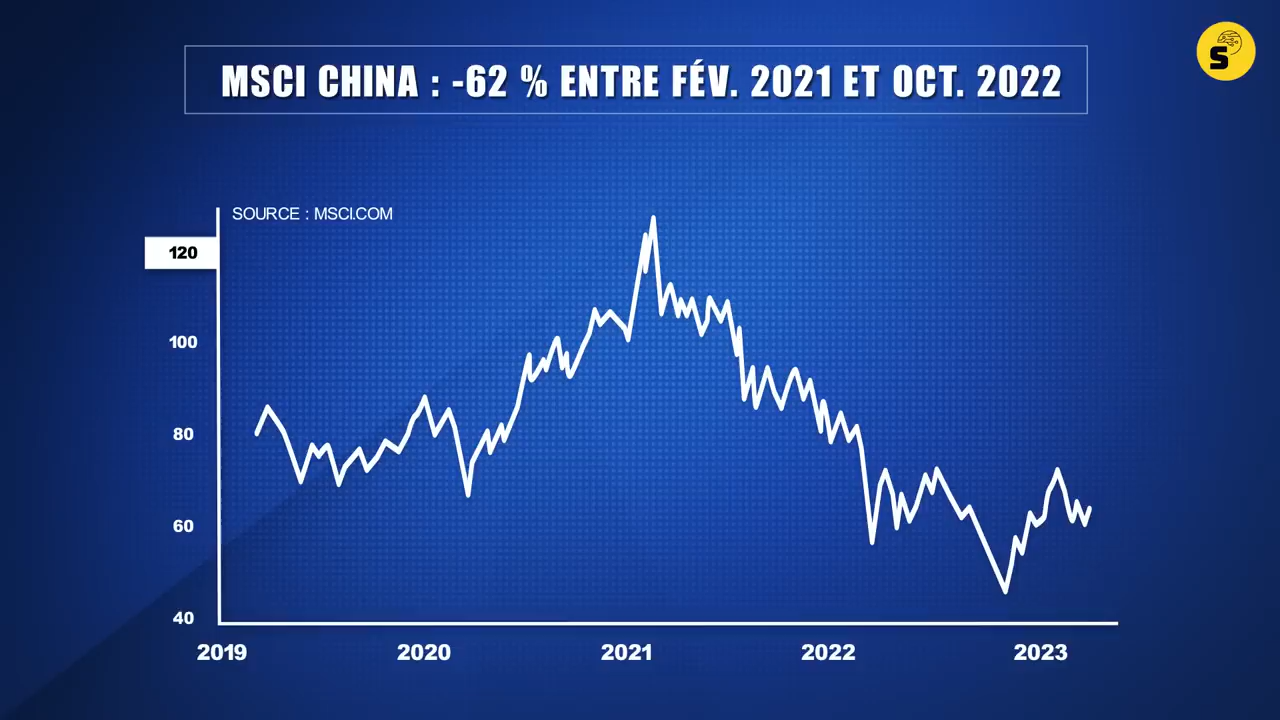 MSCI CHINA : -62 % ENTRE FÉV. 2021 ET OCT. 2022
S
SOURCE : MSCI.COM
120
100
80
60
40
2019 2020 2021 2022 2023